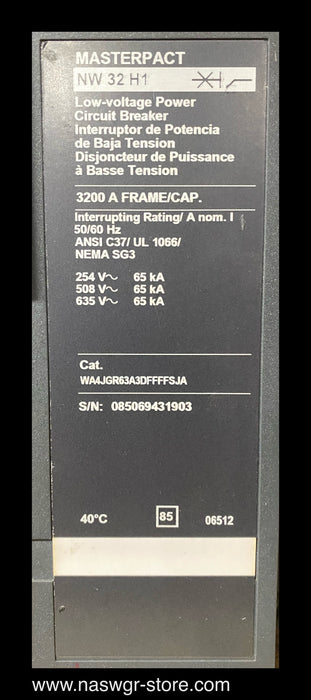 MASTERPACT
NW 32 H1
Low-voltage Power
Circuit Breaker
Interruptor de Potencia
de Baja Tension
Disjoncteur de Puissance
à Basse Tension
3200 A FRAME/CAP.
Interrupting Rating/ A nom. I
50/60 Hz
ANSI C37/ UL 1066/
NEMA SG3
254 V～ 65 kA
508 V～ 65 kA
635 V～ 65 kA
Cat.
WA4JGR63A3DFFFFSJA
S/N: 085069431903
40°C 85 06512
www.naswgr-store.com